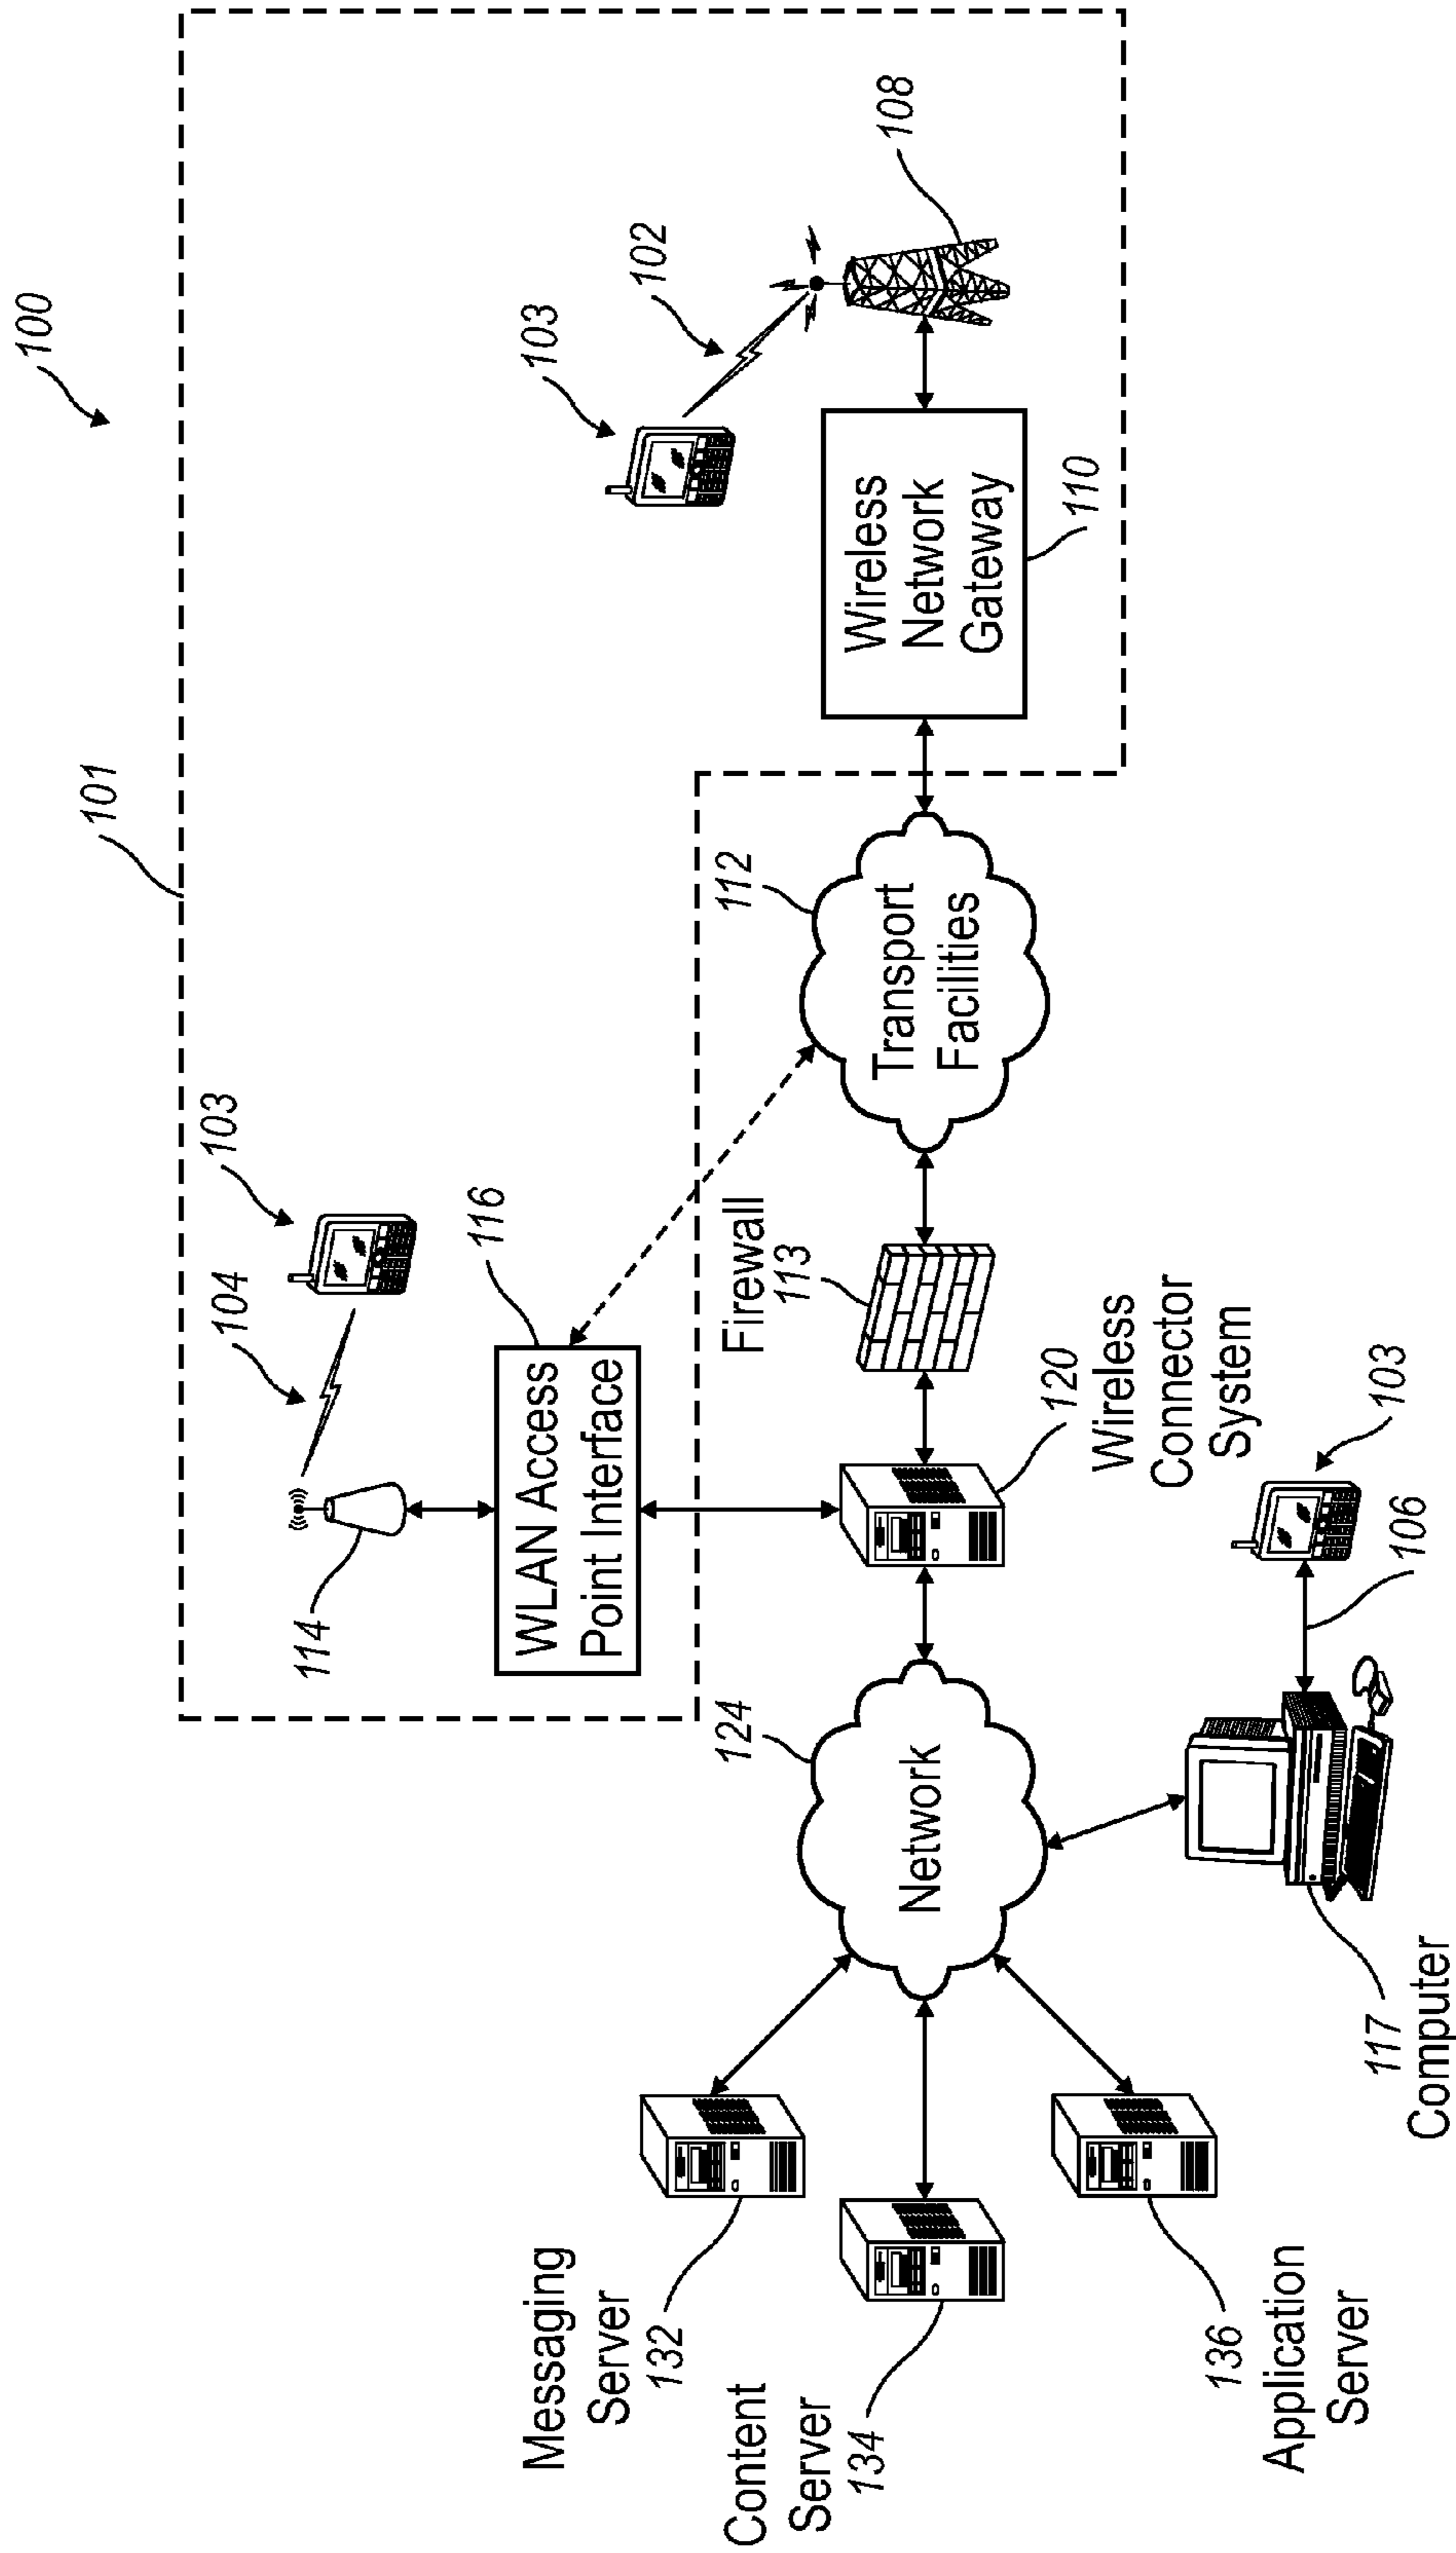 100
101
103
104
114
116
WLAN Access
Point Interface
103
102
108
Wireless
Network
Gateway
110
112
Transport
Facilities
Firewall
113
120
Wireless
Connector
System
124
Network
Messaging
Server
132
Content
Server
134
136
Application
Server
103
106
117
Computer